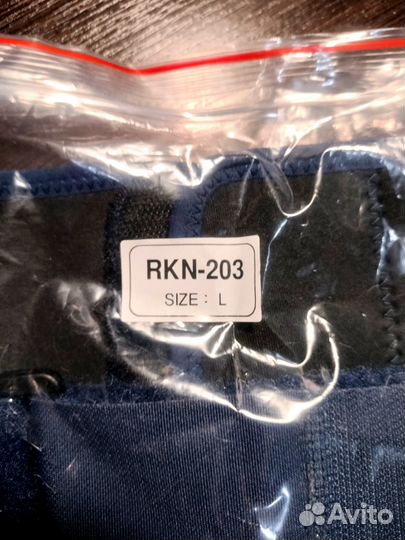 RKN-203
SIZE : L
Avito